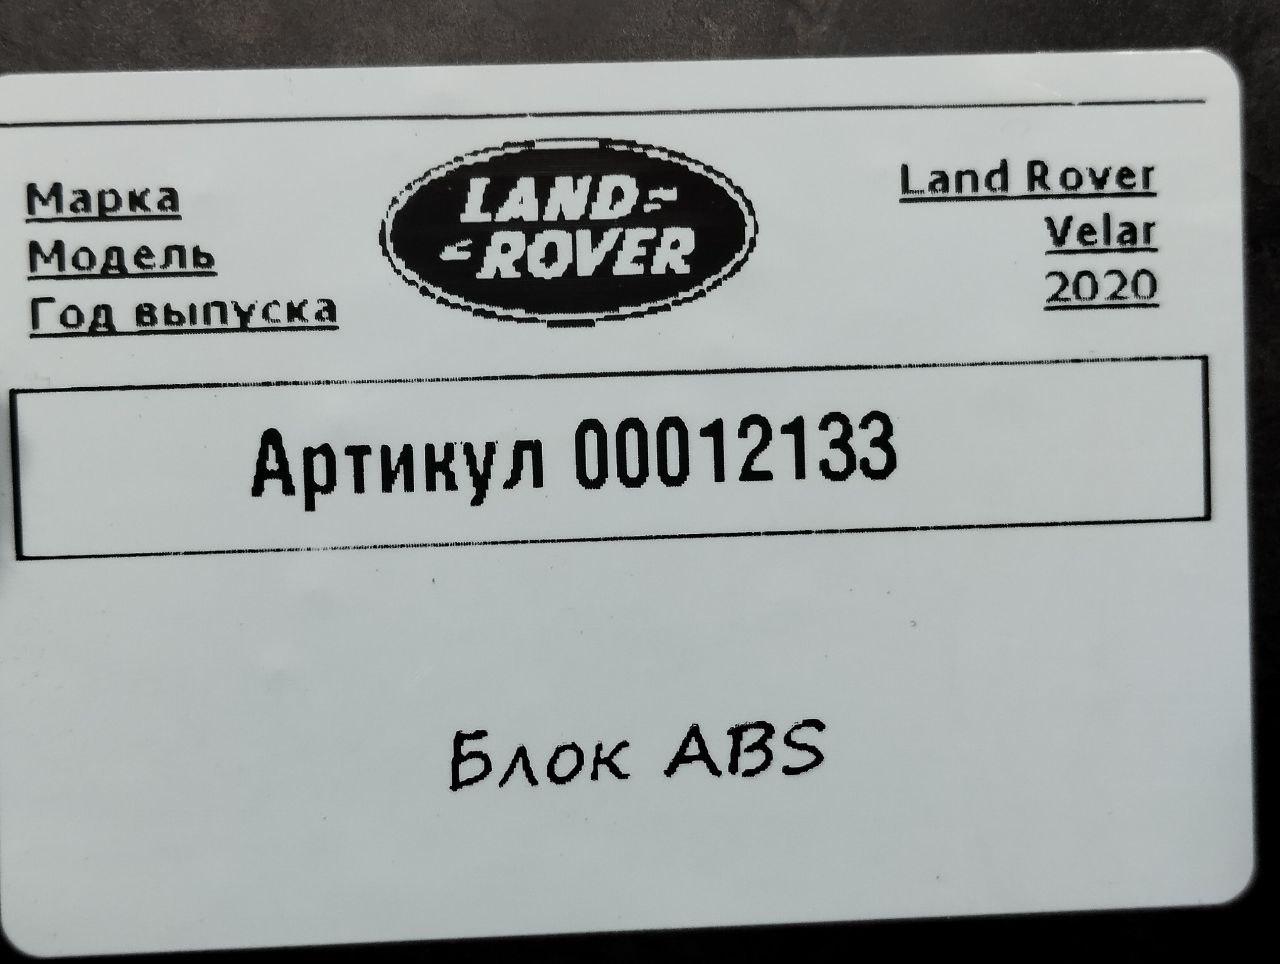 Марка
Модель
Год выпуска
LAND
ROVER
Land Rover
Velar
2020
Артикул 00012133
Блок ABS